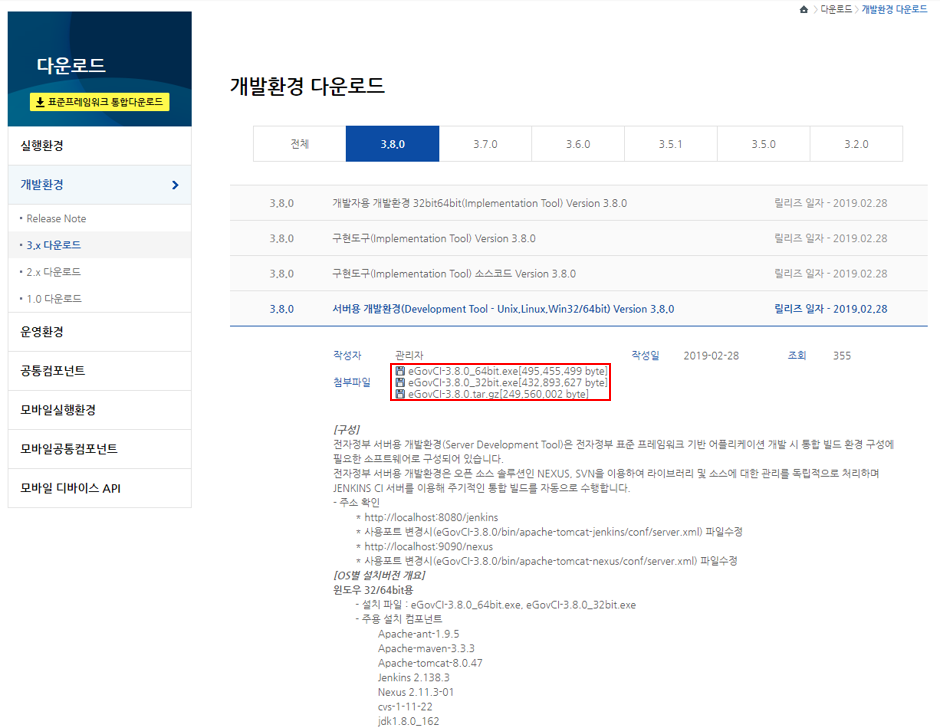 다운로드 > 개발환경 다운로드
다운로드
표준프레임워크 통합다운로드
실행환경
개발환경
• Release Note
• 3.x 다운로드
• 2.x 다운로드
• 1.0 다운로드
운영환경
공통컴포넌트
모바일실행환경
모바일공통컴포넌트
모바일 디바이스 API
개발환경 다운로드
전체 3.8.0 3.7.0 3.6.0 3.5.1 3.5.0 3.2.0
3.8.0 개발자용 개발환경 32bit64bit(Implementation Tool) Version 3.8.0 릴리즈 일자 - 2019.02.28
3.8.0 구현도구(Implementation Tool) Version 3.8.0 릴리즈 일자 - 2019.02.28
3.8.0 구현도구(Implementation Tool) 소스코드 Version 3.8.0 릴리즈 일자 - 2019.02.28
3.8.0 서버용 개발환경(Development Tool - Unix,Linux,Win32/64bit) Version 3.8.0 릴리즈 일자 - 2019.02.28
작성자 관리자 작성일 2019-02-28 조회 355
첨부파일
eGovCI-3.8.0_64bit.exe[495,455,499 byte]
eGovCI-3.8.0_32bit.exe[432,893,627 byte]
eGovCI-3.8.0.tar.gz[249,560,002 byte]
[구성]
전자정부 서버용 개발환경(Server Development Tool)은 전자정부 표준 프레임워크 기반 어플리케이션 개발 시 통합 빌드 환경 구성에
필요한 소프트웨어로 구성되어 있습니다.
전자정부 서버용 개발환경은 오픈 소스 솔루션인 NEXUS, SVN을 이용하여 라이브러리 및 소스에 대한 관리를 독립적으로 처리하며
JENKINS CI 서버를 이용해 주기적인 통합 빌드를 자동으로 수행합니다.
- 주소 확인
* http://localhost:8080/jenkins
* 사용포트 변경시(eGovCI-3.8.0/bin/apache-tomcat-jenkins/conf/server.xml) 파일수정
* http://localhost:9090/nexus
* 사용포트 변경시(eGovCI-3.8.0/bin/apache-tomcat-nexus/conf/server.xml) 파일수정
[OS별 설치버전 개요]
윈도우 32/64bit용
- 설치 파일 : eGovCI-3.8.0_64bit.exe, eGovCI-3.8.0_32bit.exe
- 주용 설치 컴포넌트
Apache-ant-1.9.5
Apache-maven-3.3.3
Apache-tomcat-8.0.47
Jenkins 2.138.3
Nexus 2.11.3-01
cvs-1-11-22
jdk1.8.0_162